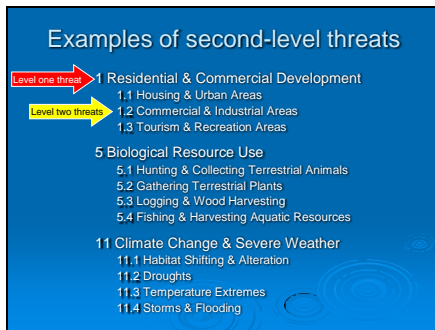 Examples of second-level threats
Level one threat
1 Residential & Commercial Development
1.1 Housing & Urban Areas
Level two threats
1.2 Commercial & Industrial Areas
1.3 Tourism & Recreation Areas
5 Biological Resource Use
5.1 Hunting & Collecting Terrestrial Animals
5.2 Gathering Terrestrial Plants
5.3 Logging & Wood Harvesting
5.4 Fishing & Harvesting Aquatic Resources
11 Climate Change & Severe Weather
11.1 Habitat Shifting & Alteration
11.2 Droughts
11.3 Temperature Extremes
11.4 Storms & Flooding